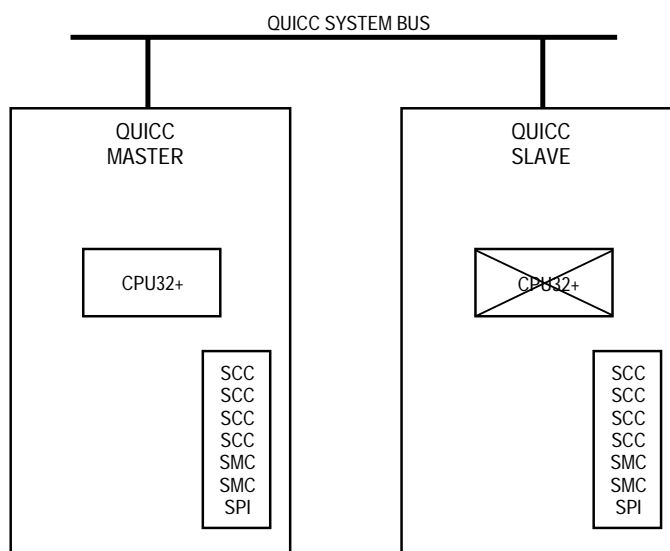 QUICC SYSTEM BUS
QUICC
MASTER
CPU32+
SCC
SCC
SCC
SCC
SMC
SMC
SPI
QUICC
SLAVE
CPU32+
SCC
SCC
SCC
SCC
SMC
SMC
SPI